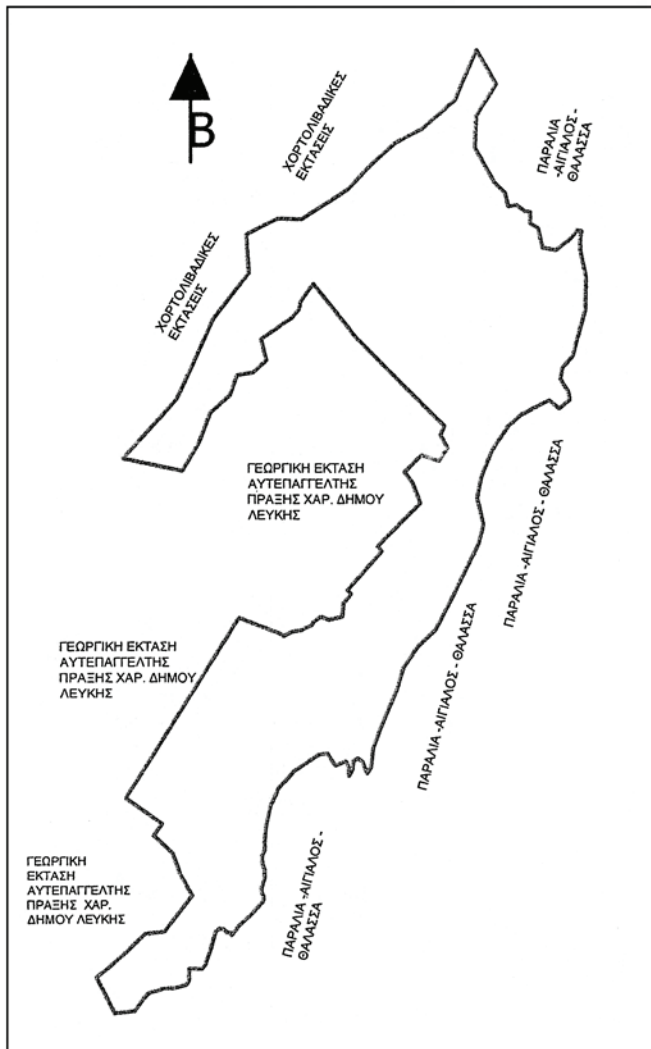 Β
ΧΟΡΤΟΛΙΒΑΔΙΚΕΣ
ΕΚΤΑΣΕΙΣ
ΠΑΡΑΛΙΑ
-ΑΙΓΙΑΛΟΣ-
ΘΑΛΑΣΣΑ
ΧΟΡΤΟΛΙΒΑΔΙΚΕΣ
ΕΚΤΑΣΕΙΣ
ΓΕΩΡΓΙΚΗ ΕΚΤΑΣΗ
ΑΥΤΕΠΑΓΓΕΛΤΗΣ
ΠΡΑΞΗΣ ΧΑΡ. ΔΗΜΟΥ
ΛΕΥΚΗΣ
ΠΑΡΑΛΙΑ -ΑΙΓΙΑΛΟΣ - ΘΑΛΑΣΣΑ
ΓΕΩΡΓΙΚΗ ΕΚΤΑΣΗ
ΑΥΤΕΠΑΓΓΕΛΤΗΣ
ΠΡΑΞΗΣ ΧΑΡ. ΔΗΜΟΥ
ΛΕΥΚΗΣ
ΠΑΡΑΛΙΑ -ΑΙΓΙΑΛΟΣ - ΘΑΛΑΣΣΑ
ΓΕΩΡΓΙΚΗ
ΕΚΤΑΣΗ
ΑΥΤΕΠΑΓΓΕΛΤΗΣ
ΠΡΑΞΗΣ ΧΑΡ.
ΔΗΜΟΥ ΛΕΥΚΗΣ
ΠΑΡΑΛΙΑ -ΑΙΓΙΑΛΟΣ -
ΘΑΛΑΣΣΑ